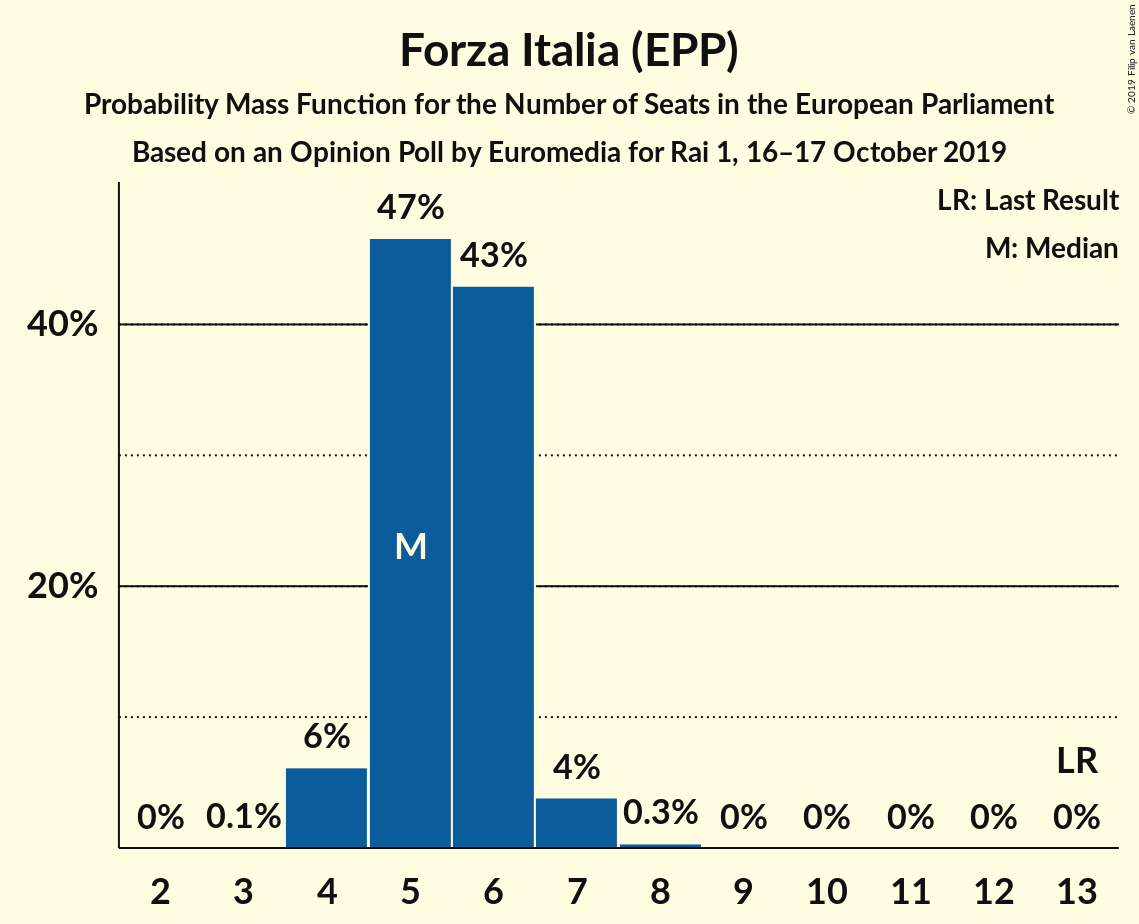 Forza Italia (EPP)
Probability Mass Function for the Number of Seats in the European Parliament
Based on an Opinion Poll by Euromedia for Rai 1, 16–17 October 2019
© 2019 Filip van Laenen
LR: Last Result
M: Median
40%
20%
0% 0.1% 6% 47% 43% 4% 0.3% 0% 0% 0% 0% 0%
M
LR
2 3 4 5 6 7 8 9 10 11 12 13